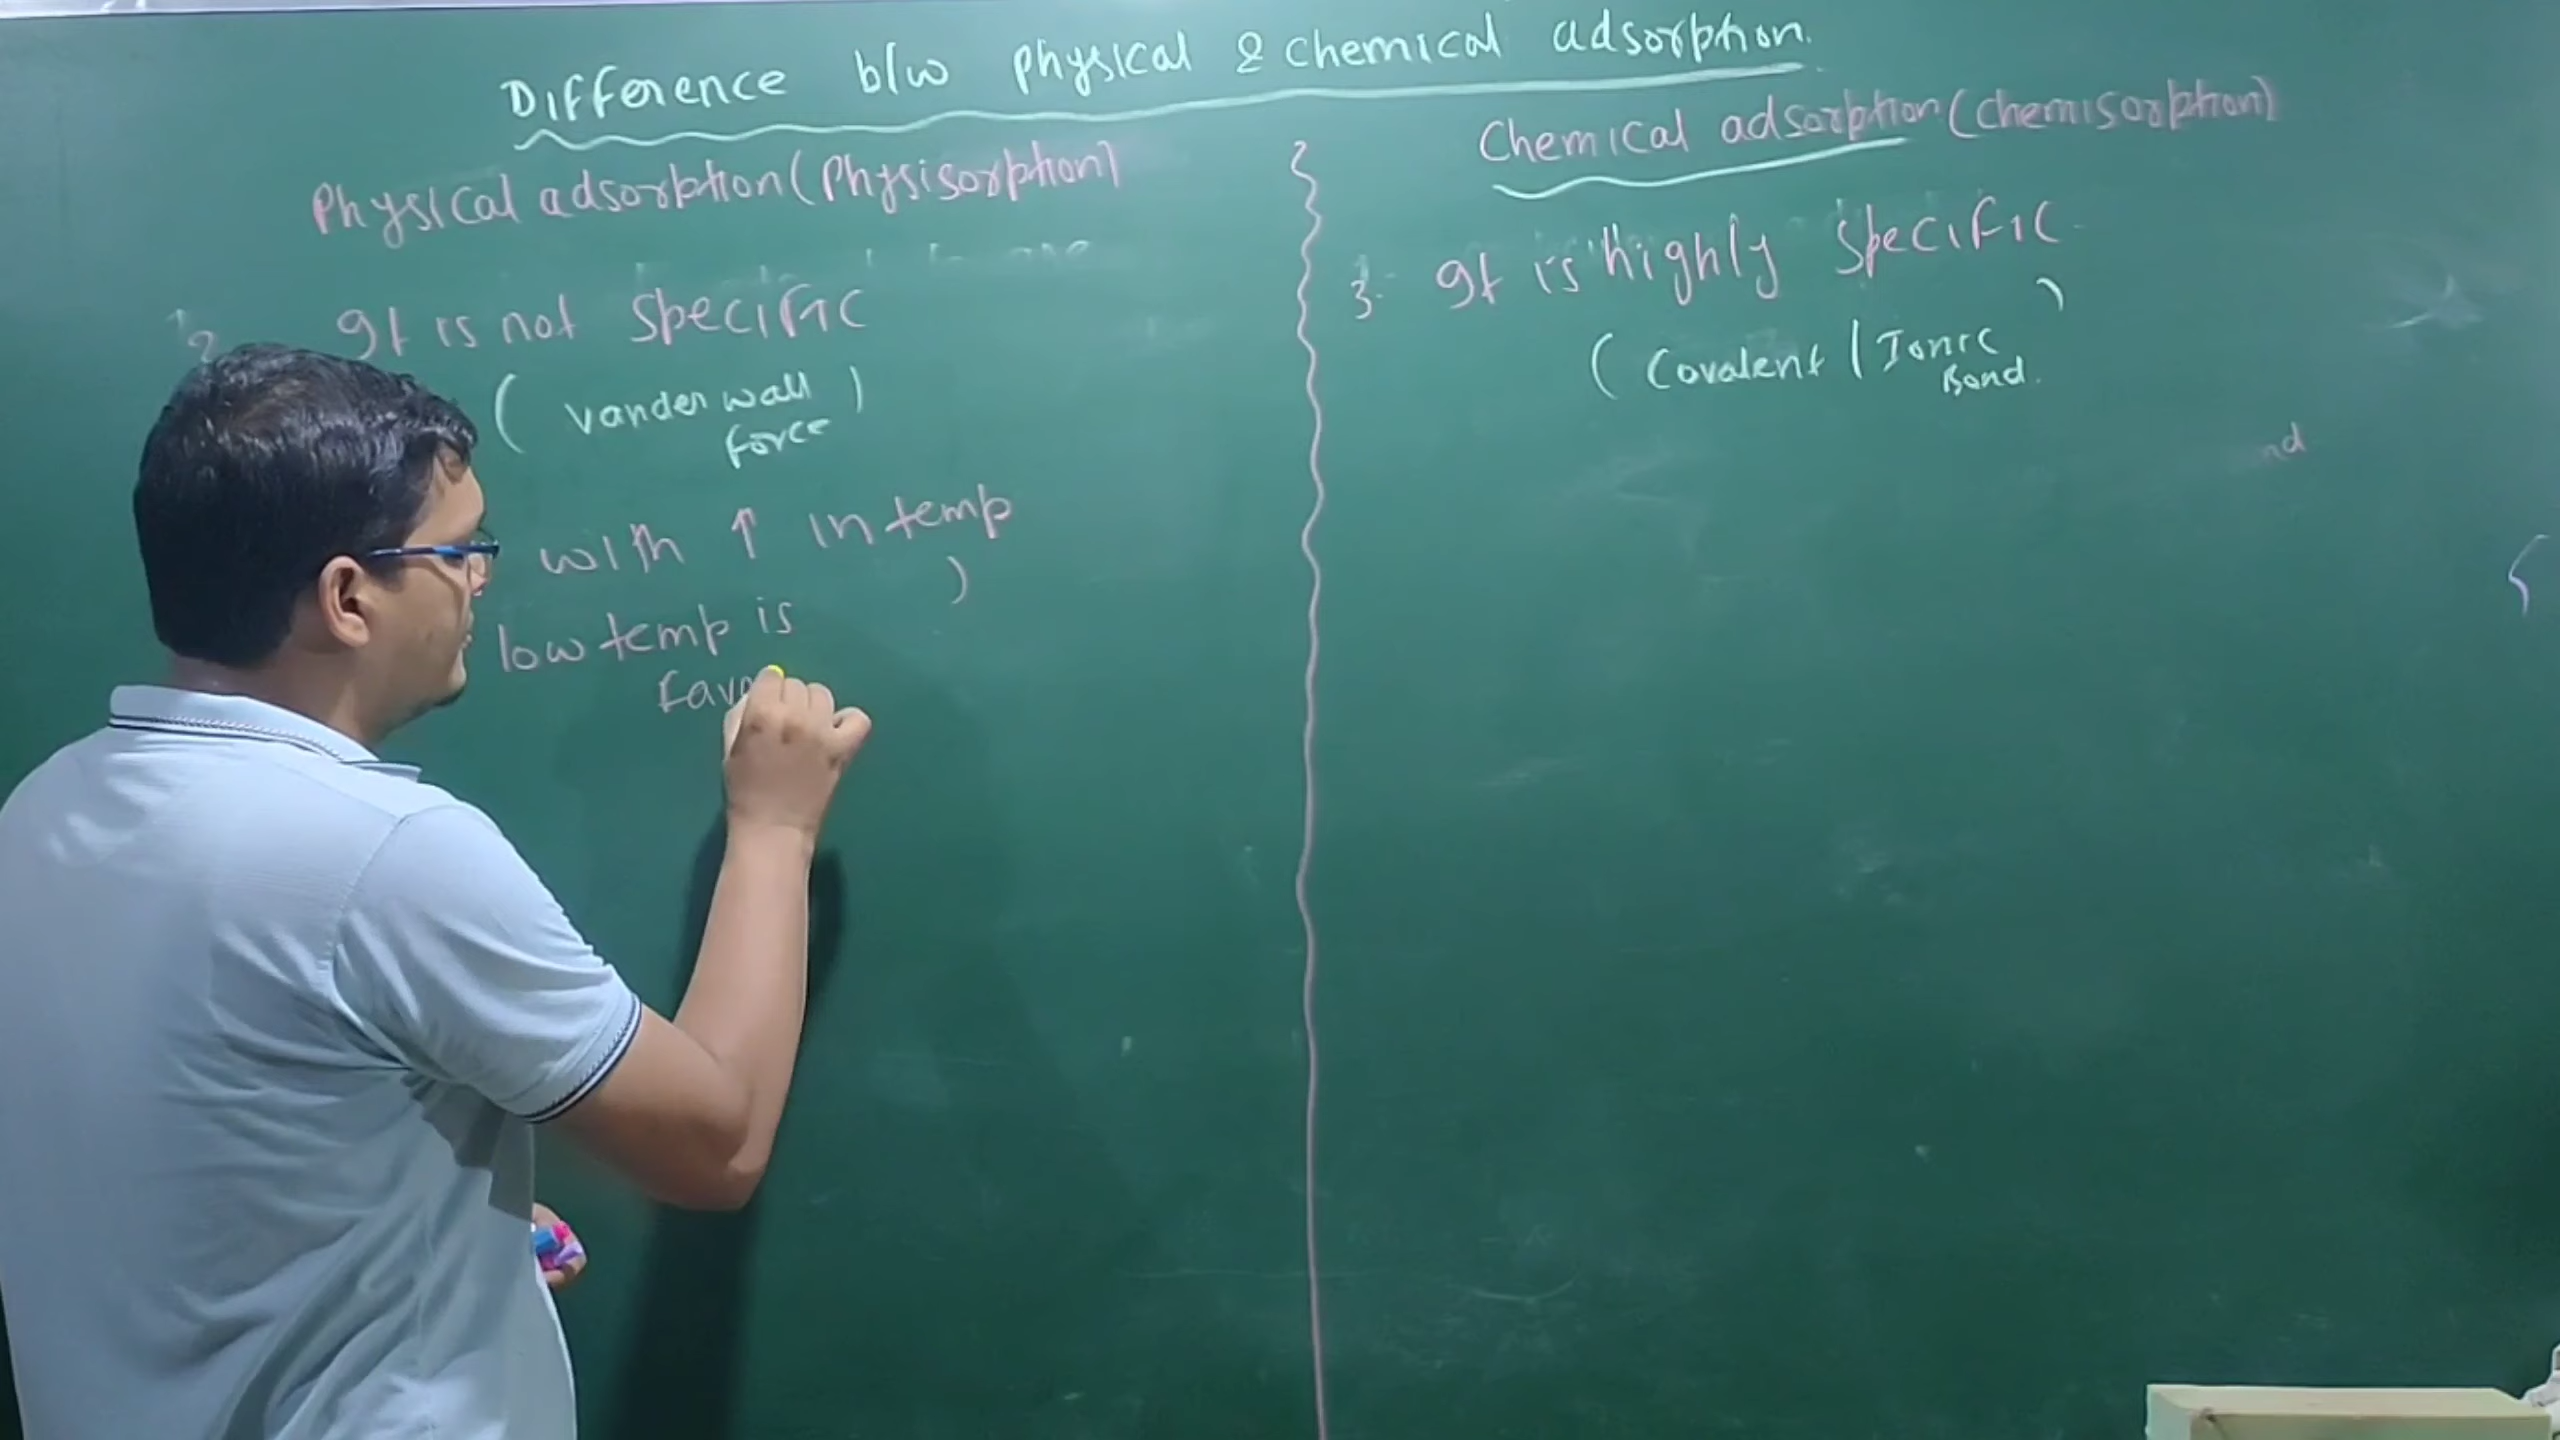 Difference b/w physical & chemical adsorption.
Physical adsorption (Physisorption)
It is not specific
( vander wall )
force
with ↑ in temp
)
low temp is
Chemical adsorption (chemisorption)
3. It is highly specific
( Covalent / Ionic )
Bond.
nd